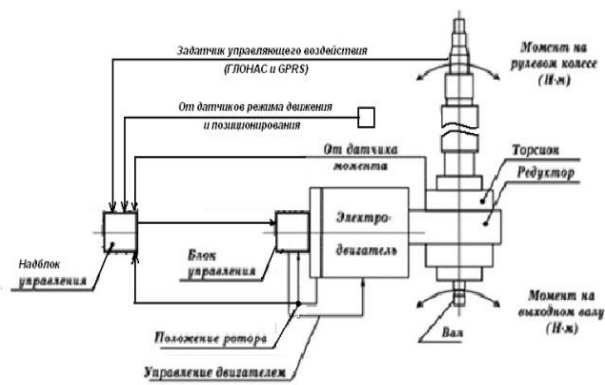 Задатчик управляющего воздействия
(ГЛОНАС и GPRS)
Момент на
рулевом колесе
(Н·м)
От датчиков режима движения
и позиционирования
От датчика
момента
Торсион
Редуктор
Электро-
двигатель
Надблок
управления
Блок
управления
Момент на
выходном валу
(Н·м)
Положение ротора
Вал
Управление двигателем